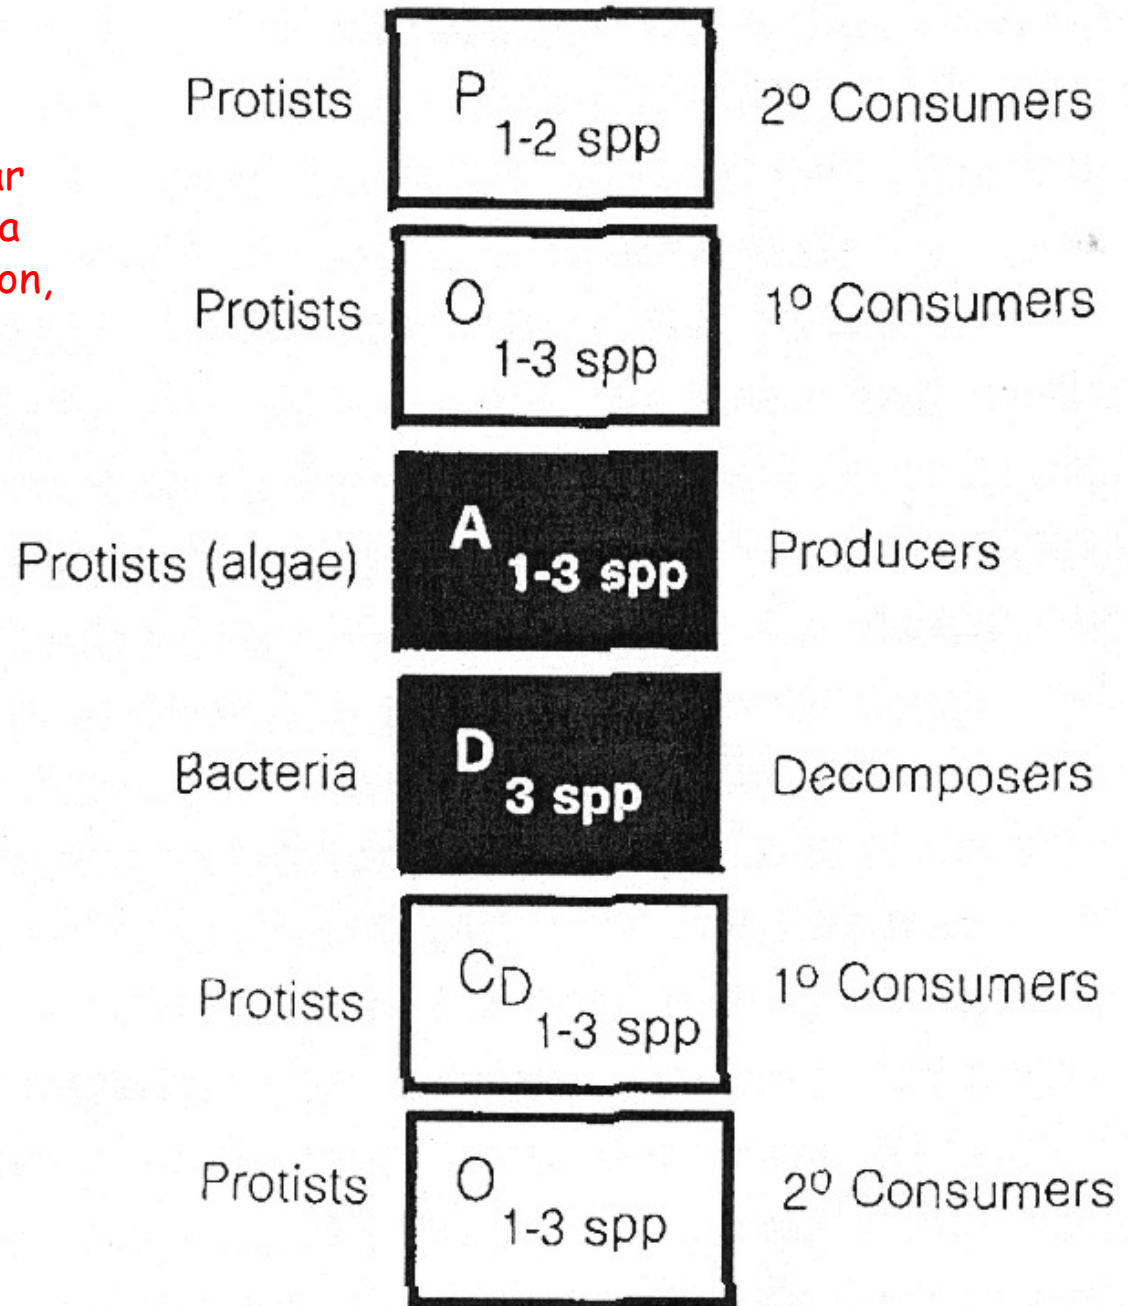 Protists P 1-2 spp 2º Consumers
a
on,
Protists O 1-3 spp 1º Consumers
Protists (algae) A 1-3 spp Producers
Bacteria D 3 spp Decomposers
Protists CD 1-3 spp 1º Consumers
Protists O 1-3 spp 2º Consumers